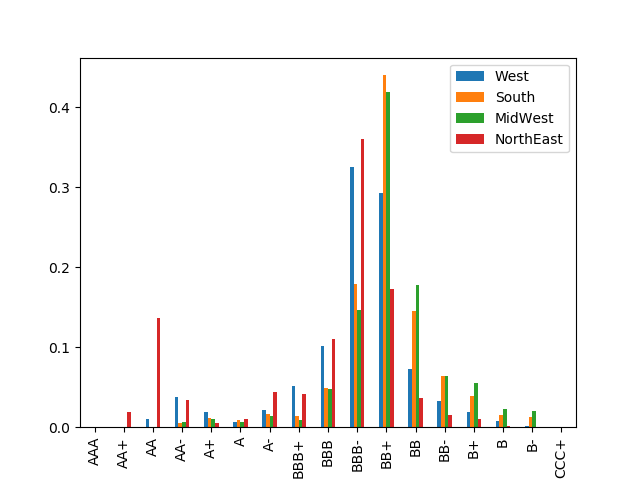 West
South
MidWest
NorthEast
0.4
0.3
0.2
0.1
0.0
AAA
AA+
AA
AA-
A+
A
A-
BBB+
BBB
BBB-
BB+
BB
BB-
B+
B
B-
CCC+